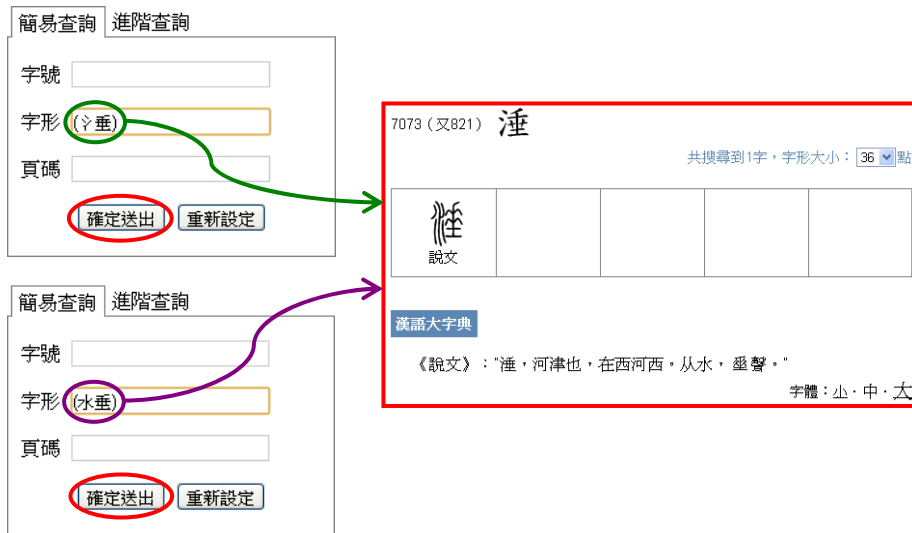 簡易查詢 進階查詢
字號
字形 (氵垂)
頁碼
確定送出 重新設定
簡易查詢 進階查詢
字號
字形 (水垂)
頁碼
確定送出 重新設定
7073（又821） 涶
共搜尋到1字，字形大小： 36 點
涶
說文
漢語大字典
《說文》："涶，河津也，在西河西。从水， 𡍮聲。"
字體：小．中．大